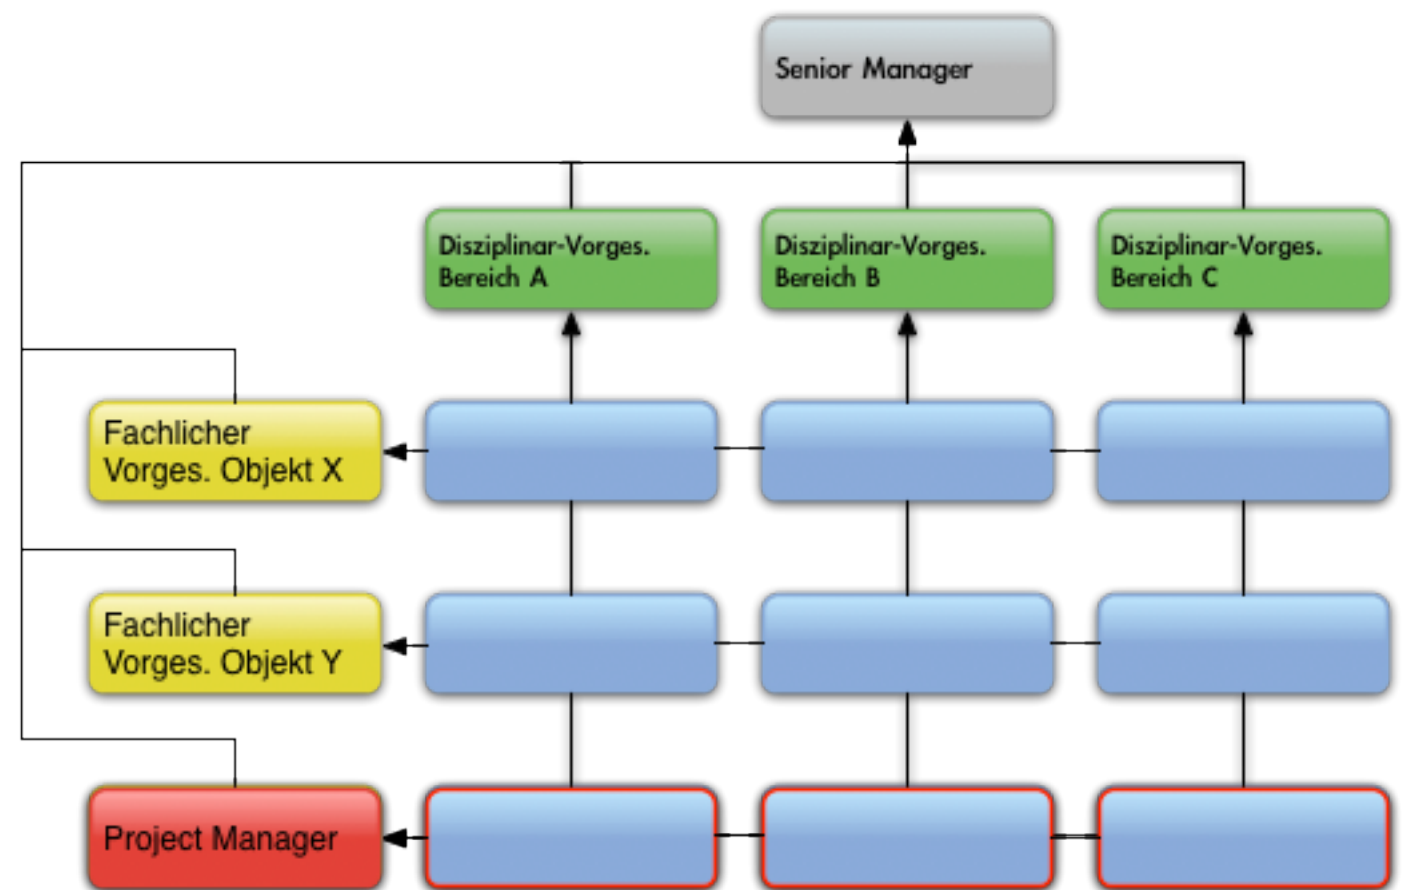 Senior Manager
Disziplinar-Vorges.
Bereich A
Disziplinar-Vorges.
Bereich B
Disziplinar-Vorges.
Bereich C
Fachlicher
Vorges. Objekt X
Fachlicher
Vorges. Objekt Y
Project Manager